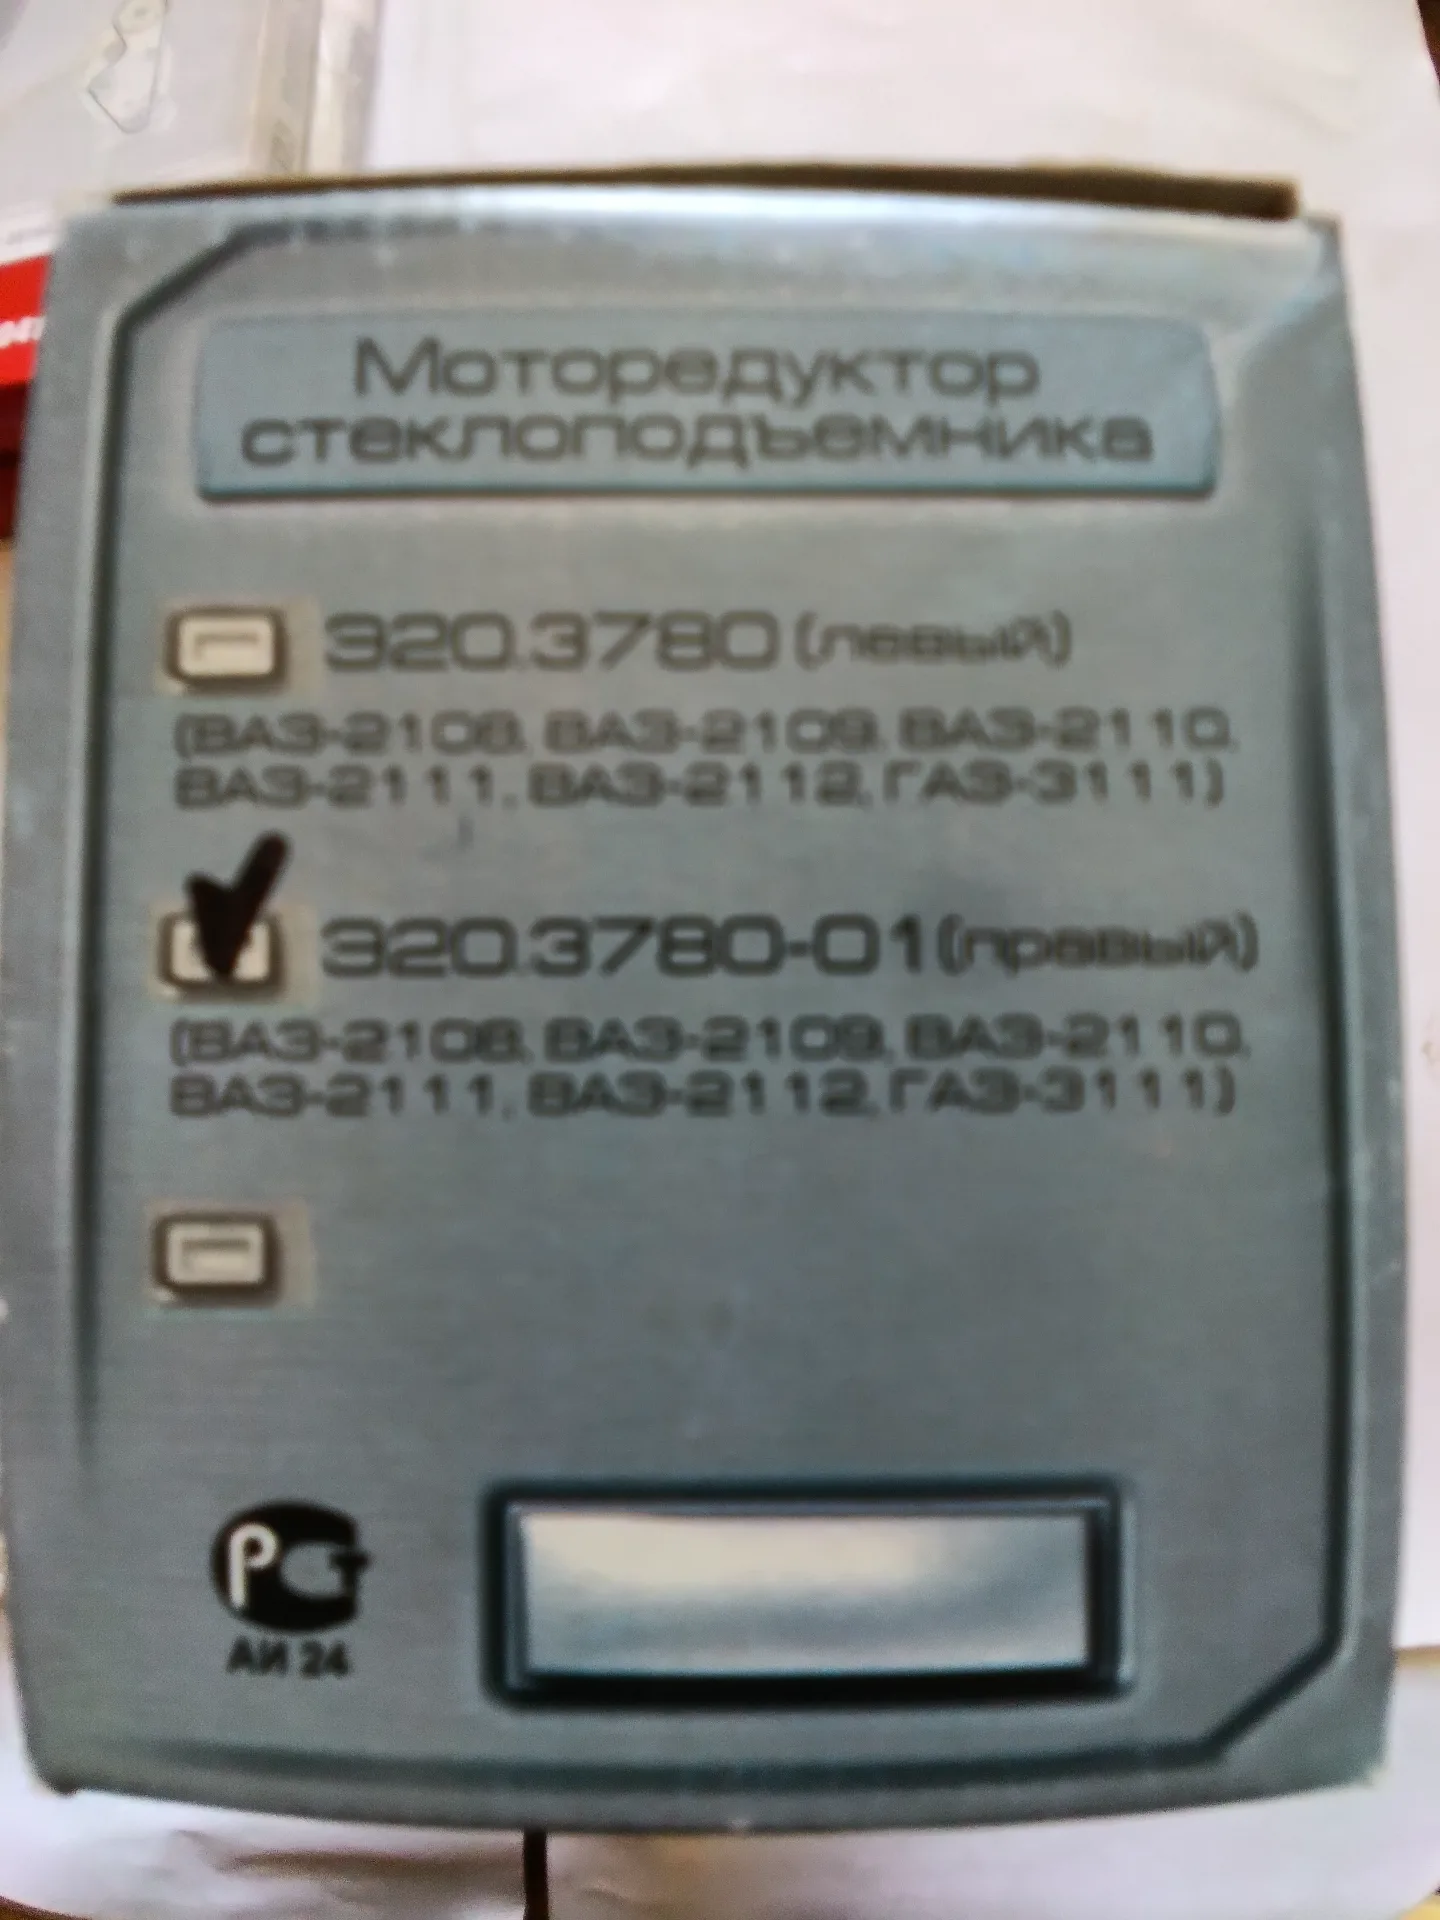 Моторедуктор
стеклоподъемника
320.3780 (левый)
(ВАЗ-2108, ВАЗ-2109, ВАЗ-2110,
ВАЗ-2111, ВАЗ-2112, ГАЗ-3111)
320.3780-01 (правый)
(ВАЗ-2108, ВАЗ-2109, ВАЗ-2110,
ВАЗ-2111, ВАЗ-2112, ГАЗ-3111)
РСТ
АИ 24